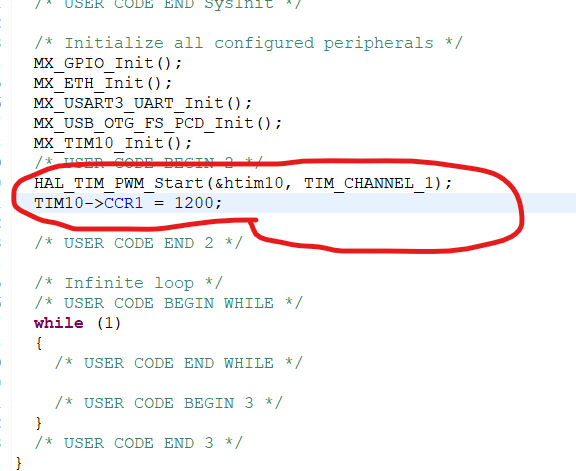 /* USER CODE END SysInit */
/* Initialize all configured peripherals */
MX_GPIO_Init();
MX_ETH_Init();
MX_USART3_UART_Init();
MX_USB_OTG_FS_PCD_Init();
MX_TIM10_Init();
/* USER CODE BEGIN 2 */
HAL_TIM_PWM_Start(&htim10, TIM_CHANNEL_1);
TIM10->CCR1 = 1200;
/* USER CODE END 2 */
/* Infinite loop */
/* USER CODE BEGIN WHILE */
while (1)
{
/* USER CODE END WHILE */
/* USER CODE BEGIN 3 */
}
/* USER CODE END 3 */
}